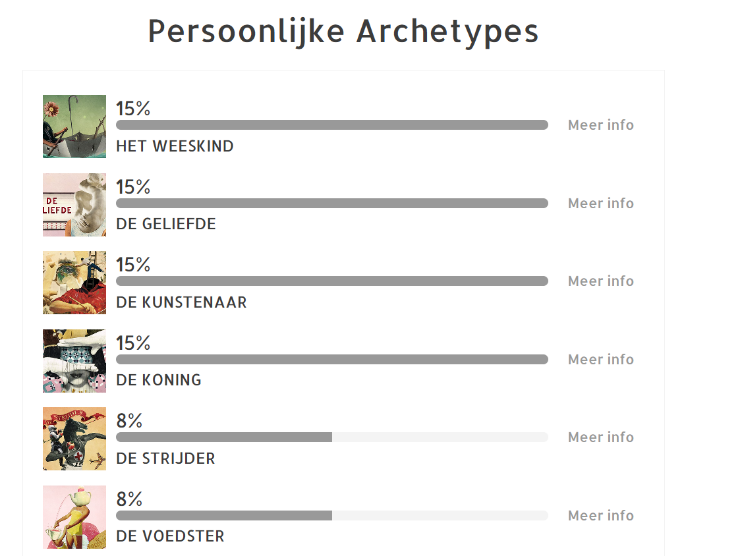 Persoonlijke Archetypes
15%
Meer info
HET WEESKIND
15%
DE
LIEFDE
Meer info
DE GELIEFDE
15%
Meer info
DE KUNSTENAAR
15%
Meer info
DE KONING
8%
Meer info
DE STRIJDER
8%
Meer info
DE VOEDSTER